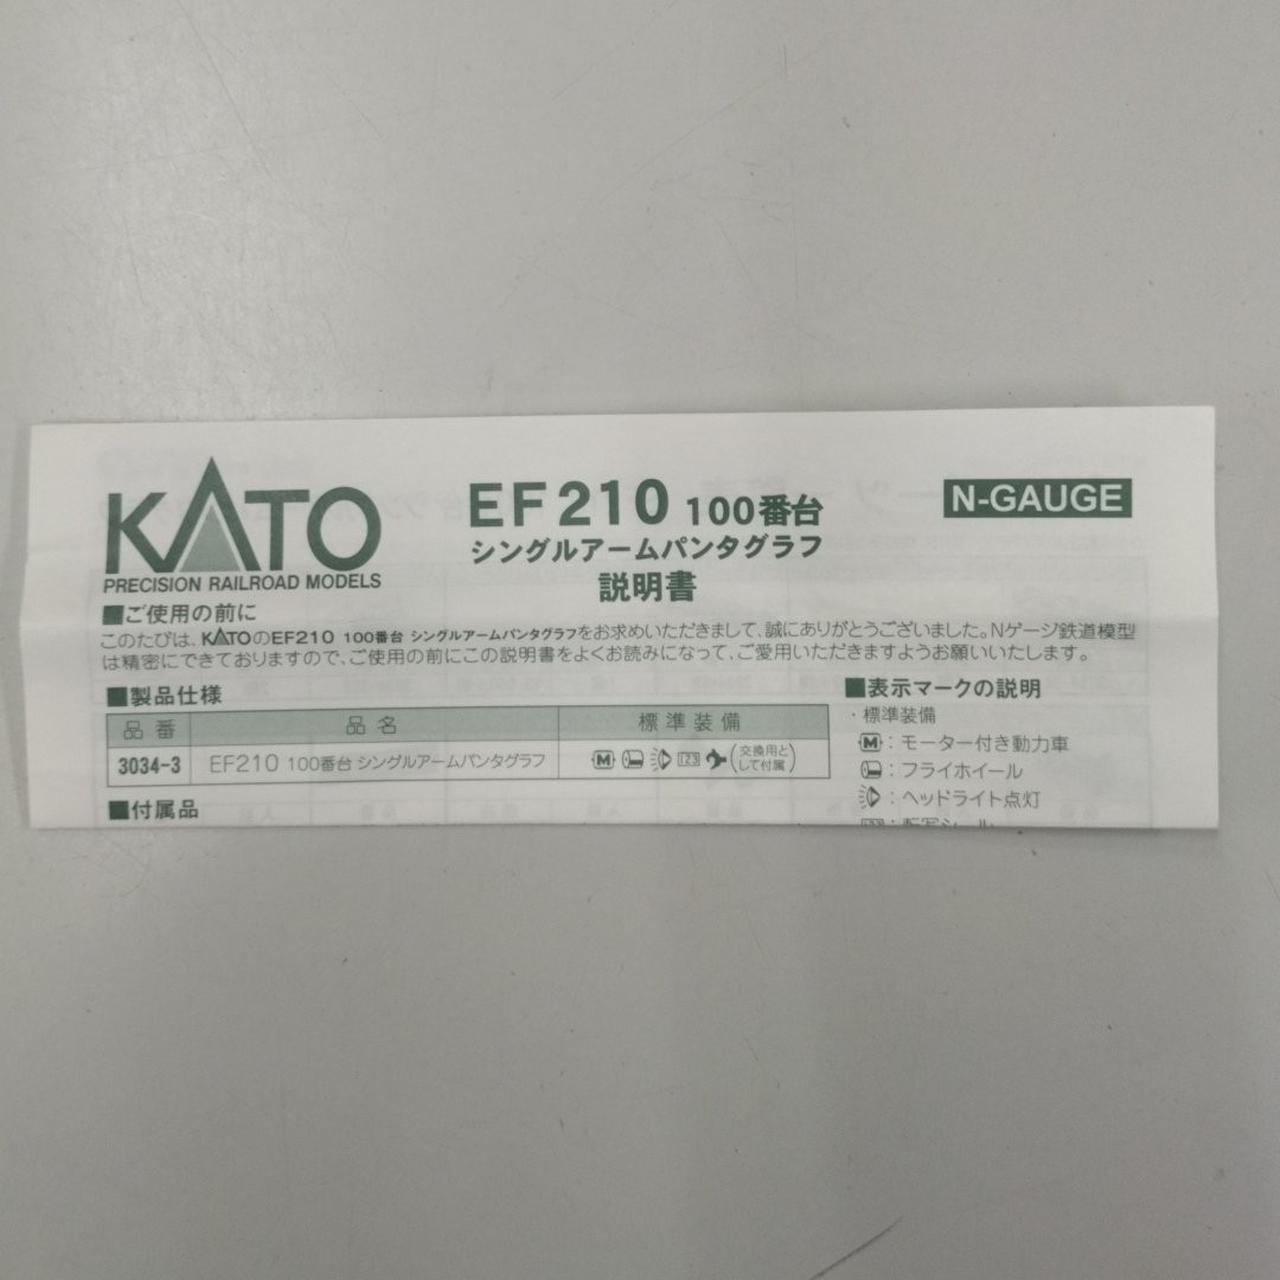 KATO
PRECISION RAILROAD MODELS
EF210 100番台
シングルアームパンタグラフ
説明書
N-GAUGE
■ご使用の前に
このたびは、KATOのEF210 100番台 シングルアームパンタグラフをお求めいただきまして、誠にありがとうございました。Nゲージ鉄道模型
は精密にできておりますので、ご使用の前にこの説明書をよくお読みになって、ご愛用いただきますようお願いいたします。
■製品仕様
品番 品名 標準装備
3034-3 EF210 100番台 シングルアームパンタグラフ M 123 (交換用と
して付属)
■付属品
■表示マークの説明
・標準装備
M:モーター付き動力車
:フライホイール
:ヘッドライト点灯
:転写シール